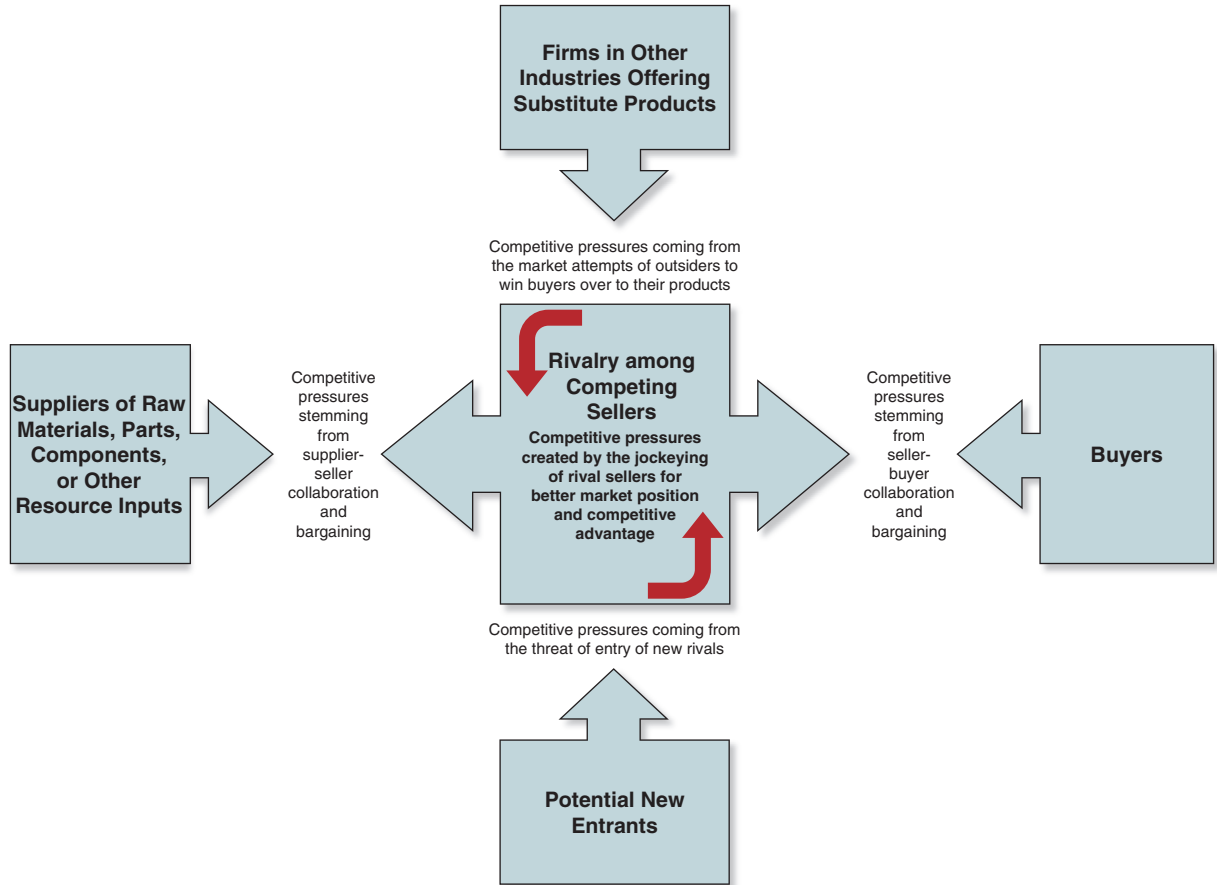 Firms in Other
Industries Offering
Substitute Products
Competitive pressures coming from
the market attempts of outsiders to
win buyers over to their products
Suppliers of Raw
Materials, Parts,
Components,
or Other
Resource Inputs
Competitive
pressures
stemming
from
supplier-
seller
collaboration
and
bargaining
Rivalry among
Competing
Sellers
Competitive pressures
created by the jockeying
of rival sellers for
better market position
and competitive
advantage
Competitive
pressures
stemming
from
seller-
buyer
collaboration
and
bargaining
Buyers
Competitive pressures coming from
the threat of entry of new rivals
Potential New
Entrants